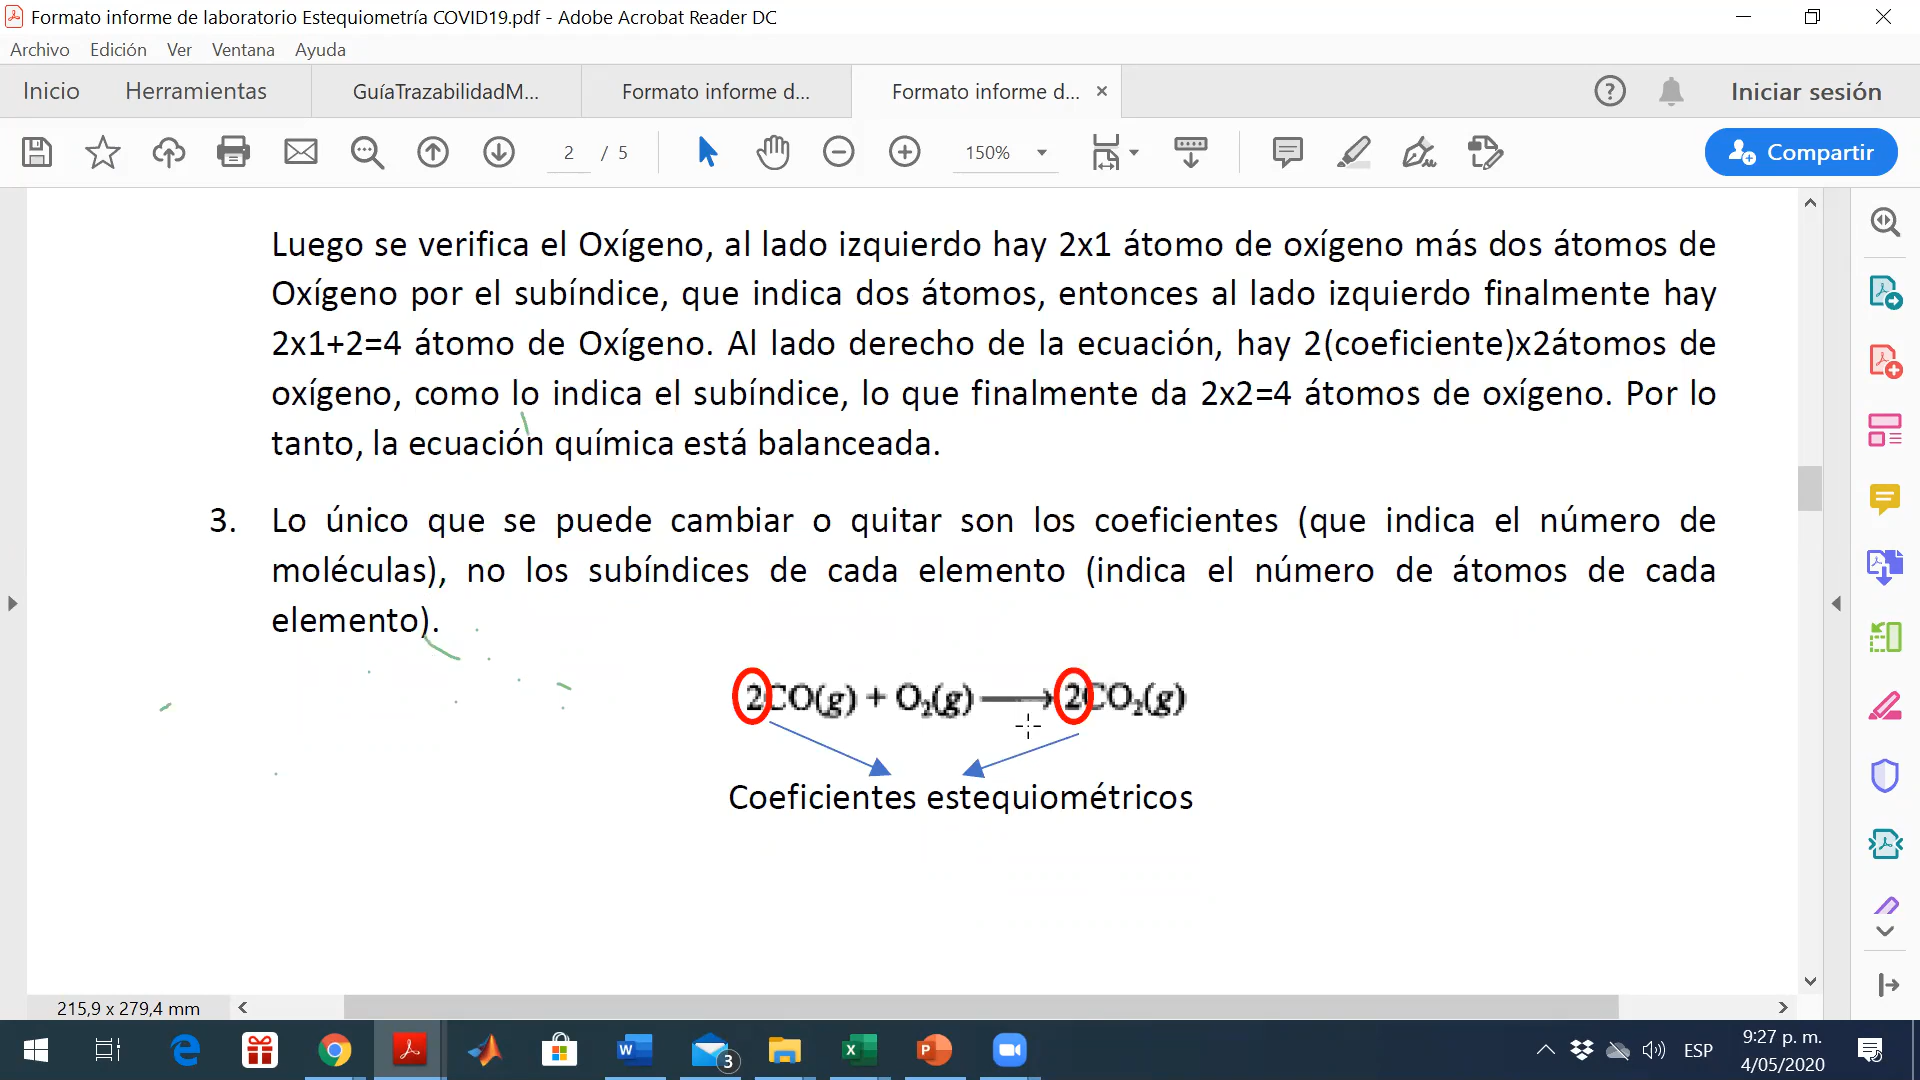 Formato informe de laboratorio Estequiometría COVID19.pdf - Adobe Acrobat Reader DC
Archivo Edición Ver Ventana Ayuda
Inicio Herramientas GuíaTrazabilidadM... Formato informe d... Formato informe d... Iniciar sesión
2 / 5 150% Compartir
Luego se verifica el Oxígeno, al lado izquierdo hay 2x1 átomo de oxígeno más dos átomos de
Oxígeno por el subíndice, que indica dos átomos, entonces al lado izquierdo finalmente hay
2x1+2=4 átomo de Oxígeno. Al lado derecho de la ecuación, hay 2(coeficiente)x2átomos de
oxígeno, como lo indica el subíndice, lo que finalmente da 2x2=4 átomos de oxígeno. Por lo
tanto, la ecuación química está balanceada.
3. Lo único que se puede cambiar o quitar son los coeficientes (que indica el número de
moléculas), no los subíndices de cada elemento (indica el número de átomos de cada
elemento).
2CO(g) + O₂(g) ⟶ 2CO₂(g)
Coeficientes estequiométricos
215,9 x 279,4 mm
3 ESP 9:27 p. m.
4/05/2020